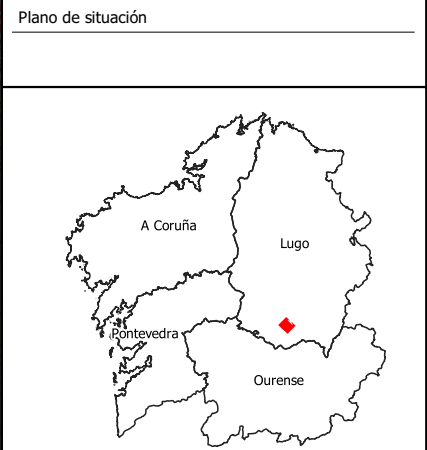 Plano de situación
A Coruña
Lugo
Pontevedra
Ourense